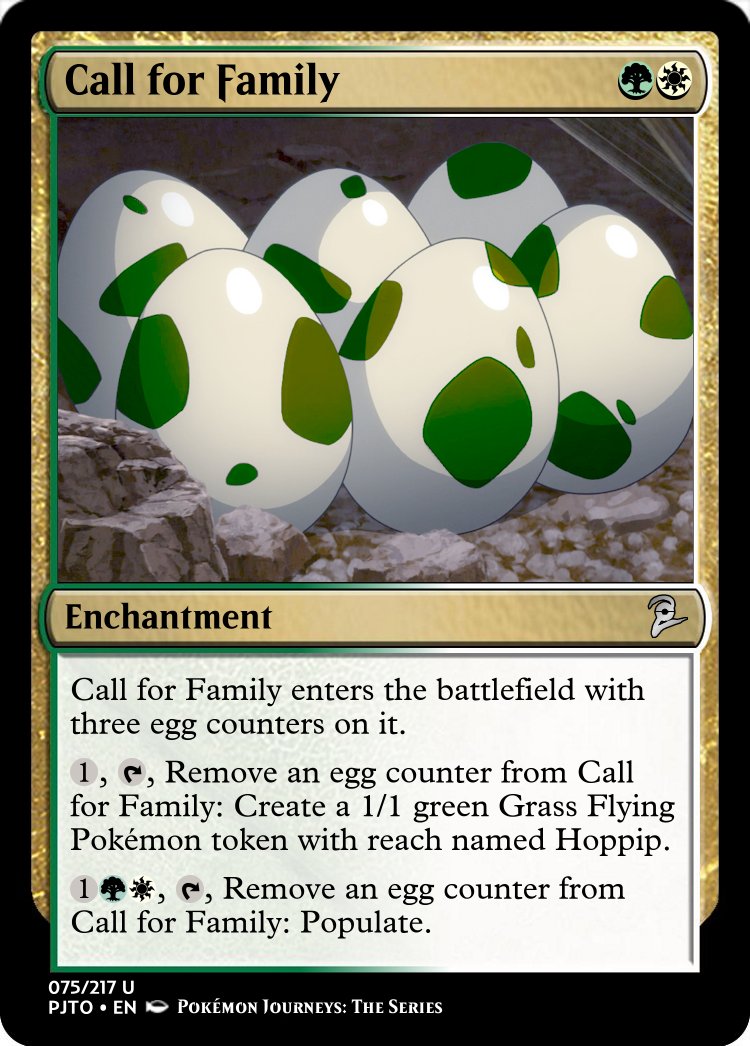 Call for Family
Enchantment
Call for Family enters the battlefield with
three egg counters on it.
1, , Remove an egg counter from Call
for Family: Create a 1/1 green Grass Flying
Pokémon token with reach named Hoppip.
1, , Remove an egg counter from
Call for Family: Populate.
075/217 U
PJTO • EN Pokémon Journeys: The Series